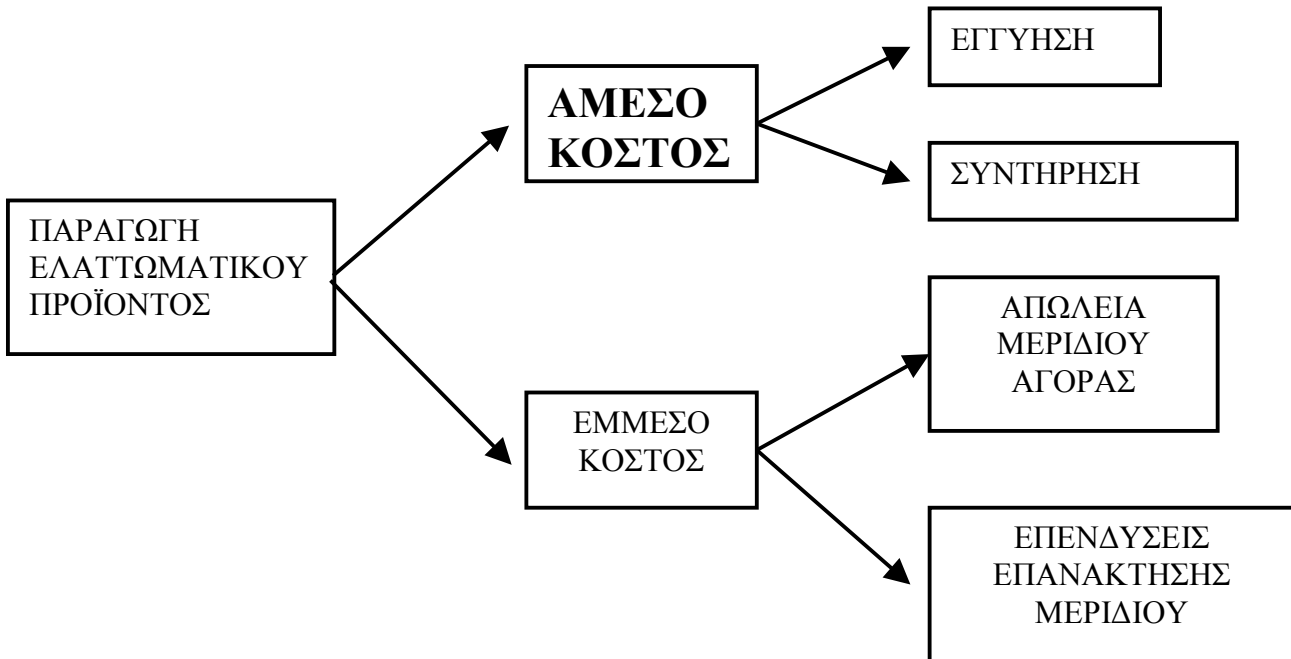 ΕΓΓΥΗΣΗ
ΑΜΕΣΟ
ΚΟΣΤΟΣ
ΣΥΝΤΗΡΗΣΗ
ΠΑΡΑΓΩΓΗ
ΕΛΑΤΤΩΜΑΤΙΚΟΥ
ΠΡΟΪΟΝΤΟΣ
ΑΠΩΛΕΙΑ
ΜΕΡΙΔΙΟΥ
ΑΓΟΡΑΣ
ΕΜΜΕΣΟ
ΚΟΣΤΟΣ
ΕΠΕΝΔΥΣΕΙΣ
ΕΠΑΝΑΚΤΗΣΗΣ
ΜΕΡΙΔΙΟΥ